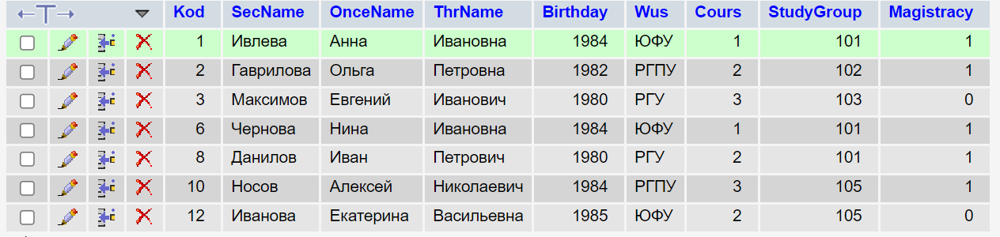 Kod SecName OnceName ThrName Birthday Wus Cours StudyGroup Magistracy
1 Ивлева Анна Ивановна 1984 ЮФУ 1 101 1
2 Гаврилова Ольга Петровна 1982 РГПУ 2 102 1
3 Максимов Евгений Иванович 1980 РГУ 3 103 0
6 Чернова Нина Ивановна 1984 ЮФУ 1 101 1
8 Данилов Иван Петрович 1980 РГУ 2 101 1
10 Носов Алексей Николаевич 1984 РГПУ 3 105 1
12 Иванова Екатерина Васильевна 1985 ЮФУ 2 105 0